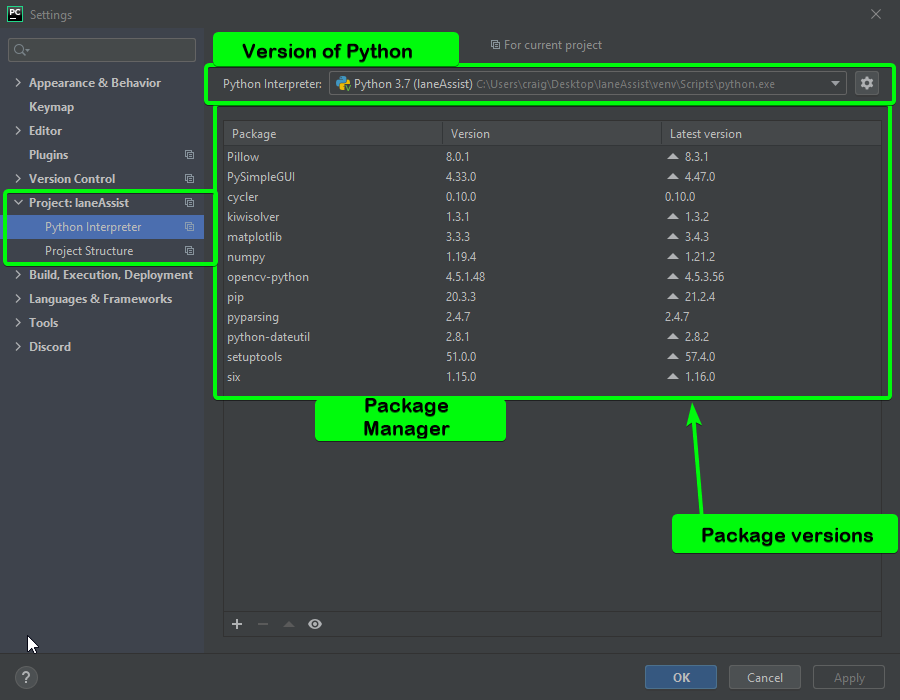 PC Settings
Version of Python
For current project
Python Interpreter: Python 3.7 (laneAssist) C:\Users\craig\Desktop\laneAssist\venv\Scripts\python.exe
Appearance & Behavior
Keymap
Editor
Plugins
Version Control
Project: laneAssist
Python Interpreter
Project Structure
Build, Execution, Deployment
Languages & Frameworks
Tools
Discord
Package Version Latest version
Pillow 8.0.1 8.3.1
PySimpleGUI 4.33.0 4.47.0
cycler 0.10.0 0.10.0
kiwisolver 1.3.1 1.3.2
matplotlib 3.3.3 3.4.3
numpy 1.19.4 1.21.2
opencv-python 4.5.1.48 4.5.3.56
pip 20.3.3 21.2.4
pyparsing 2.4.7 2.4.7
python-dateutil 2.8.1 2.8.2
setuptools 51.0.0 57.4.0
six 1.15.0 1.16.0
Package
Manager
Package versions
? OK Cancel Apply